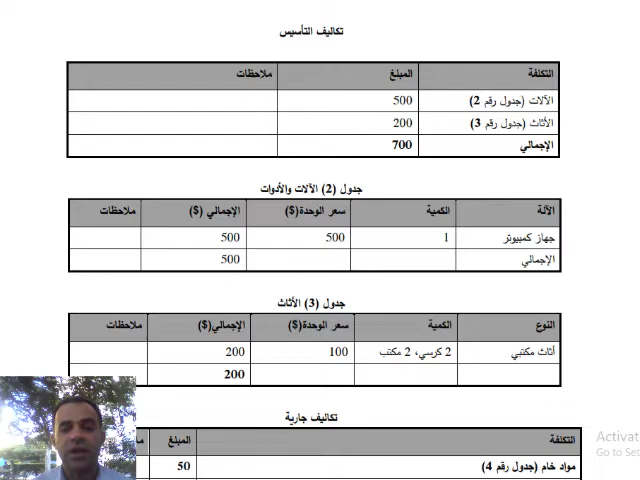 تكاليف التأسيس
التكلفة المبلغ ملاحظات
الآلات (جدول رقم 2) 500
الأثاث (جدول رقم 3) 200
الإجمالي 700
جدول (2) الآلات والأدوات
الآلة الكمية سعر الوحدة($) الإجمالي ($) ملاحظات
جهاز كمبيوتر 1 500 500
الإجمالي 500
جدول (3) الأثاث
النوع الكمية سعر الوحدة($) الإجمالي($) ملاحظات
أثاث مكتبي 2 كرسي، 2 مكتب 100 200
200
تكاليف جارية
التكلفة المبلغ
مواد خام (جدول رقم 4) 50
Activat
Go to Set